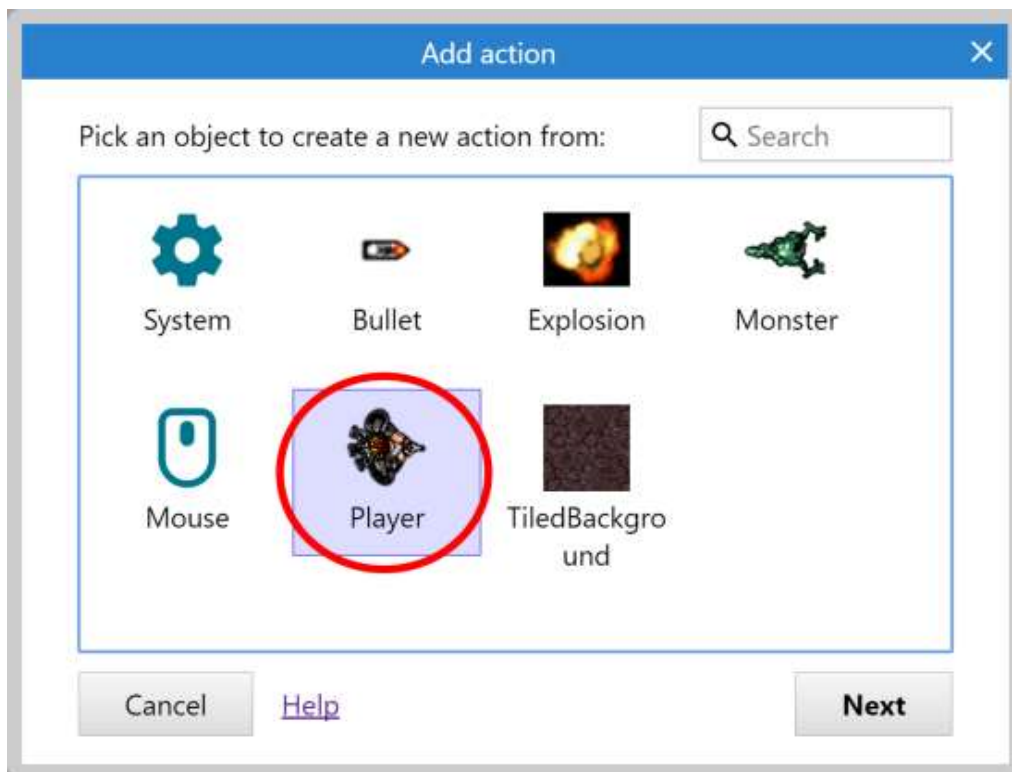 Add action
Pick an object to create a new action from:
Search
System
Bullet
Explosion
Monster
Mouse
Player
TiledBackgro
und
Cancel
Help
Next